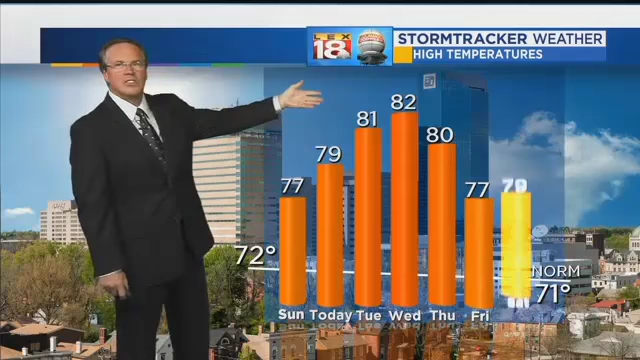 LEX
18
STORMTRACKER WEATHER
HIGH TEMPERATURES
77
79
81
82
80
77
72°
NORM
71°
Sun Today Tue Wed Thu Fri